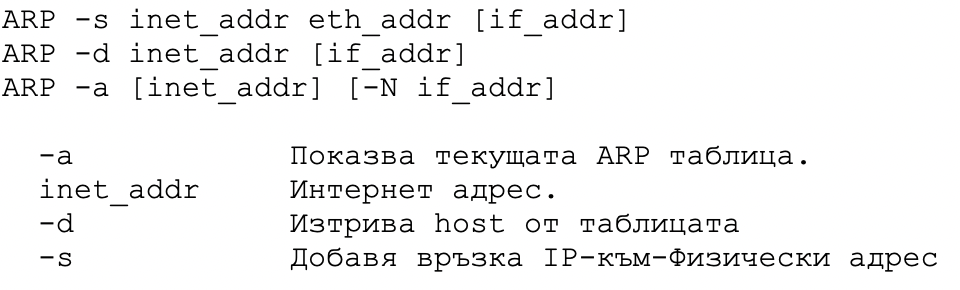 ARP -s inet_addr eth_addr [if_addr]
ARP -d inet_addr [if_addr]
ARP -a [inet_addr] [-N if_addr]
-a Показва текущата ARP таблица.
inet_addr Интернет адрес.
-d Изтрива host от таблицата
-s Добавя връзка IP-към-Физически адрес